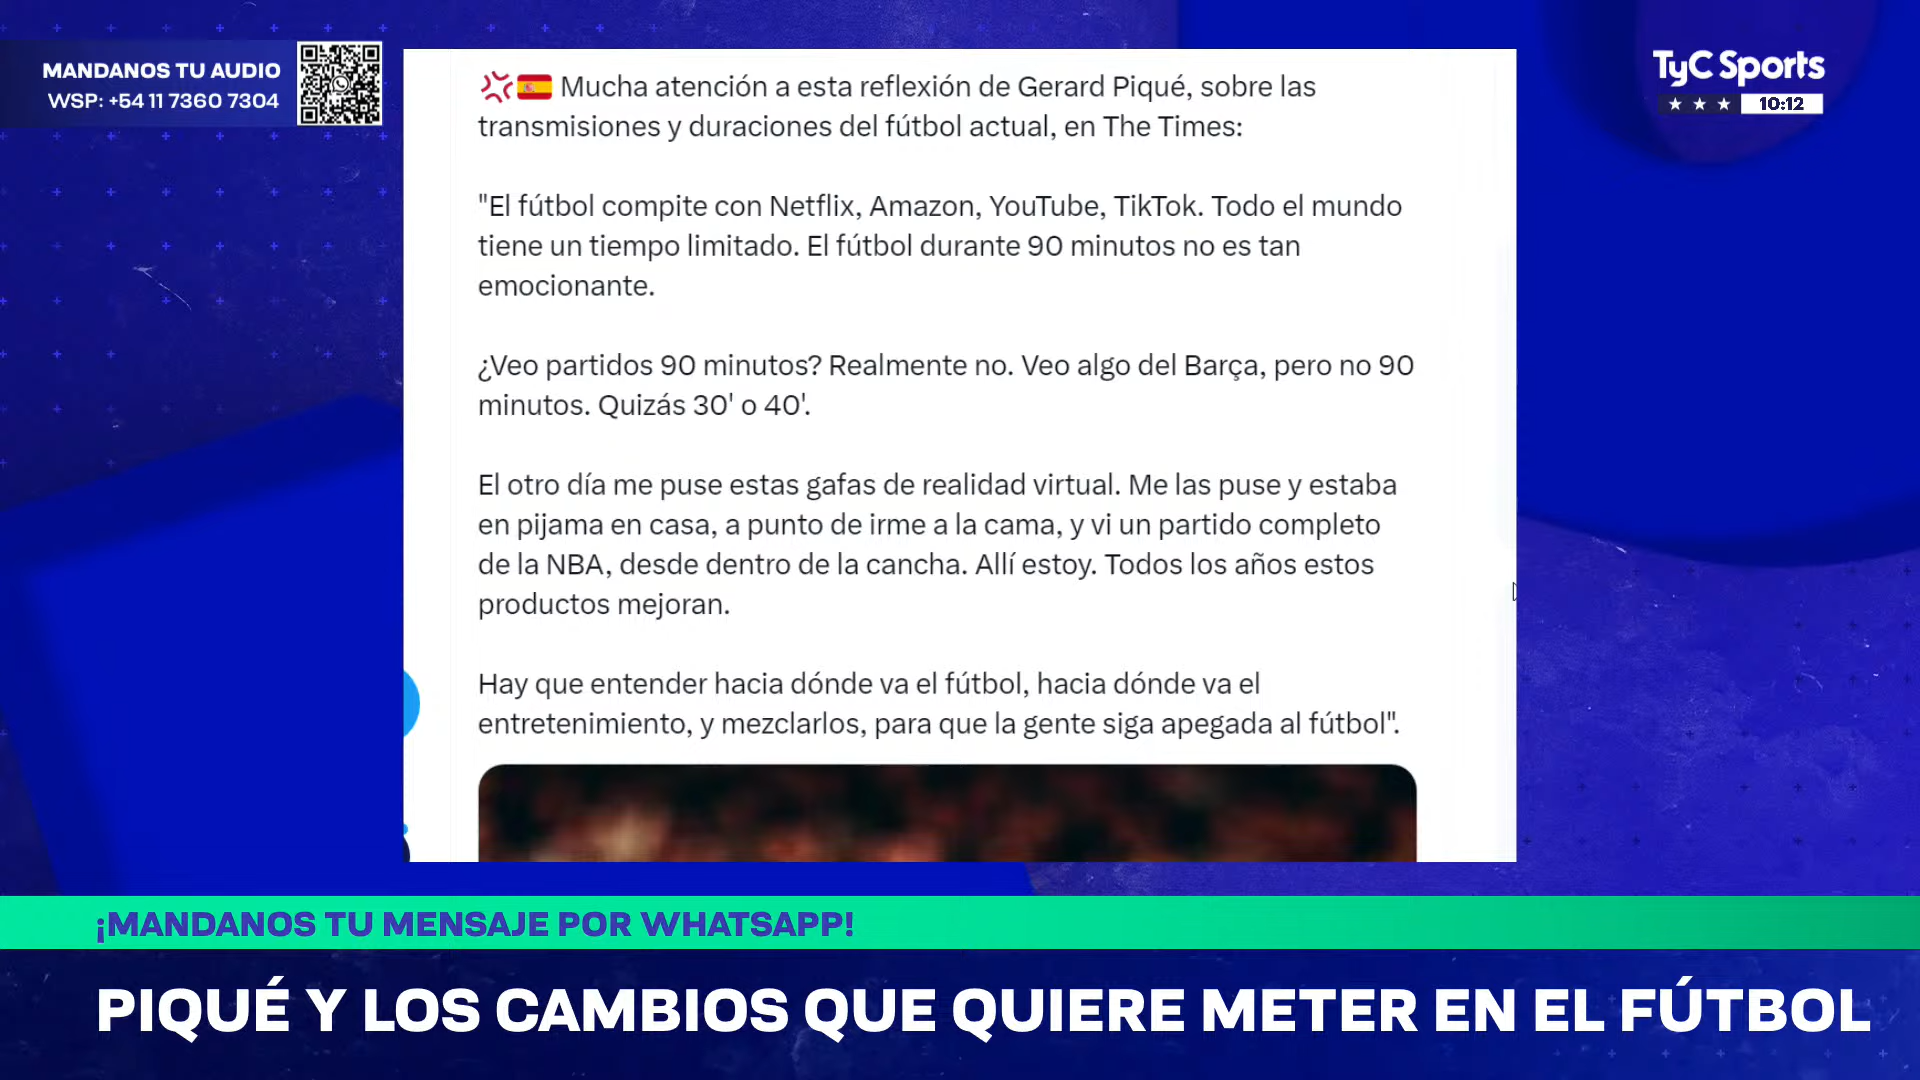 MANDANOS TU AUDIO
WSP: +54 11 7360 7304
TyC Sports
10:12
Mucha atención a esta reflexión de Gerard Piqué, sobre las
transmisiones y duraciones del fútbol actual, en The Times:
"El fútbol compite con Netflix, Amazon, YouTube, TikTok. Todo el mundo
tiene un tiempo limitado. El fútbol durante 90 minutos no es tan
emocionante.
¿Veo partidos 90 minutos? Realmente no. Veo algo del Barça, pero no 90
minutos. Quizás 30' o 40'.
El otro día me puse estas gafas de realidad virtual. Me las puse y estaba
en pijama en casa, a punto de irme a la cama, y vi un partido completo
de la NBA, desde dentro de la cancha. Allí estoy. Todos los años estos
productos mejoran.
Hay que entender hacia dónde va el fútbol, hacia dónde va el
entretenimiento, y mezclarlos, para que la gente siga apegada al fútbol".
¡MANDANOS TU MENSAJE POR WHATSAPP!
PIQUÉ Y LOS CAMBIOS QUE QUIERE METER EN EL FÚTBOL